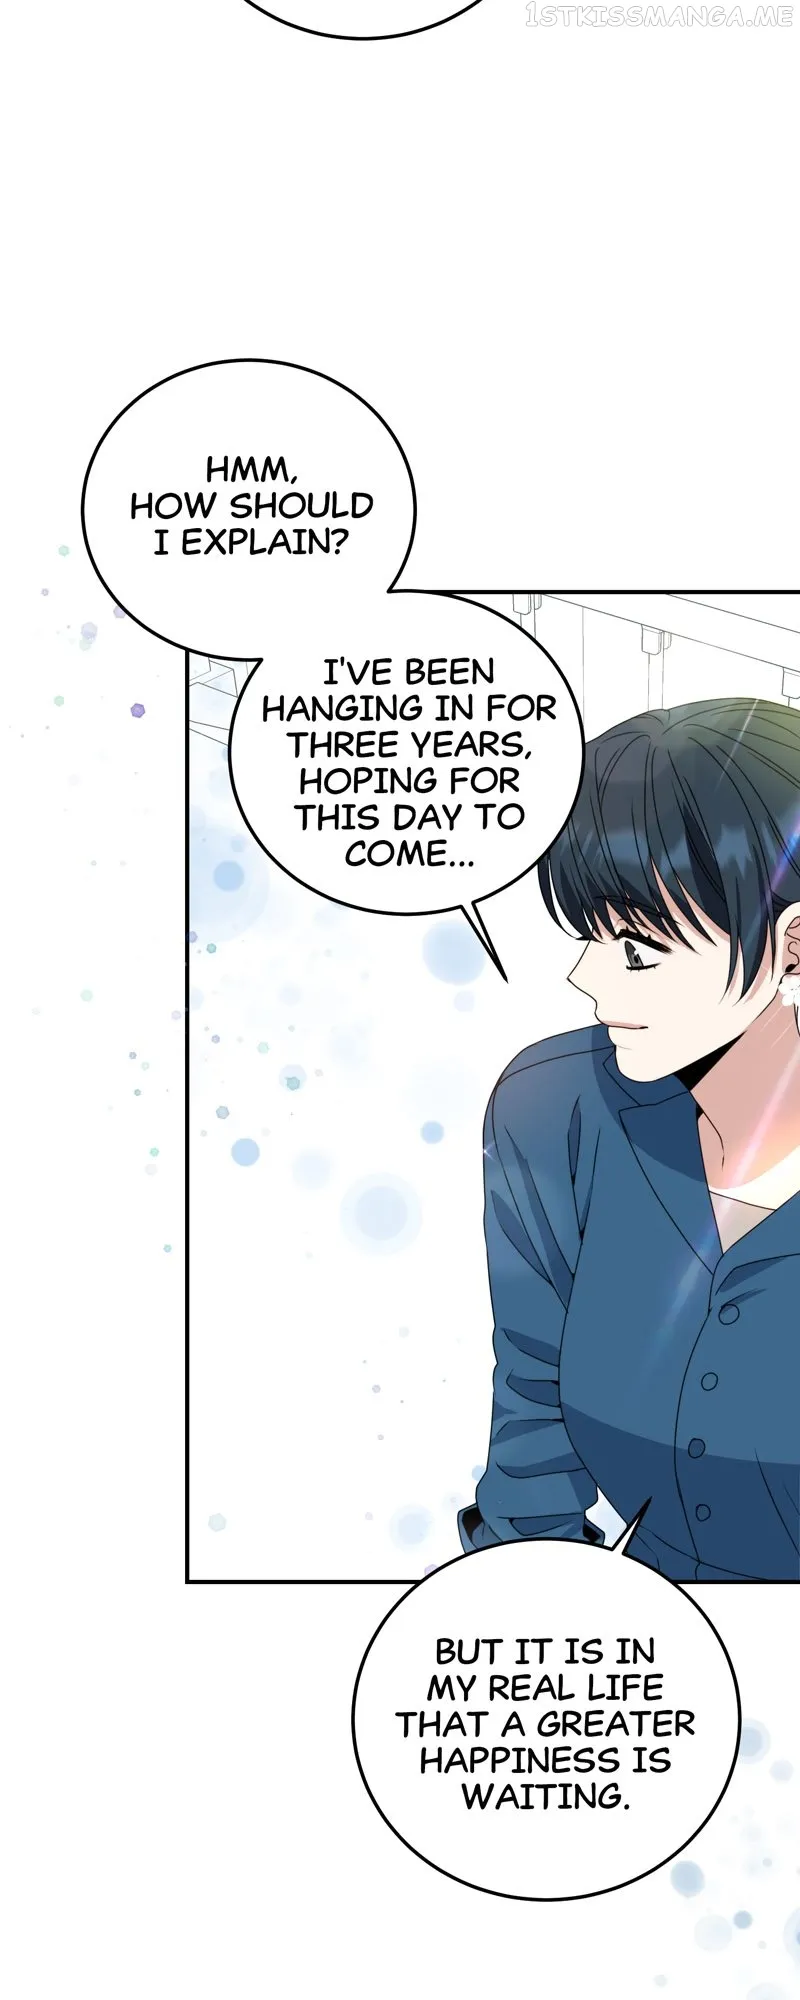 1STKISSMANGA.ME
HMM,
HOW SHOULD
I EXPLAIN?
I'VE BEEN
HANGING IN FOR
THREE YEARS,
HOPING FOR
THIS DAY TO
COME...
BUT IT IS IN
MY REAL LIFE
THAT A GREATER
HAPPINESS IS
WAITING.